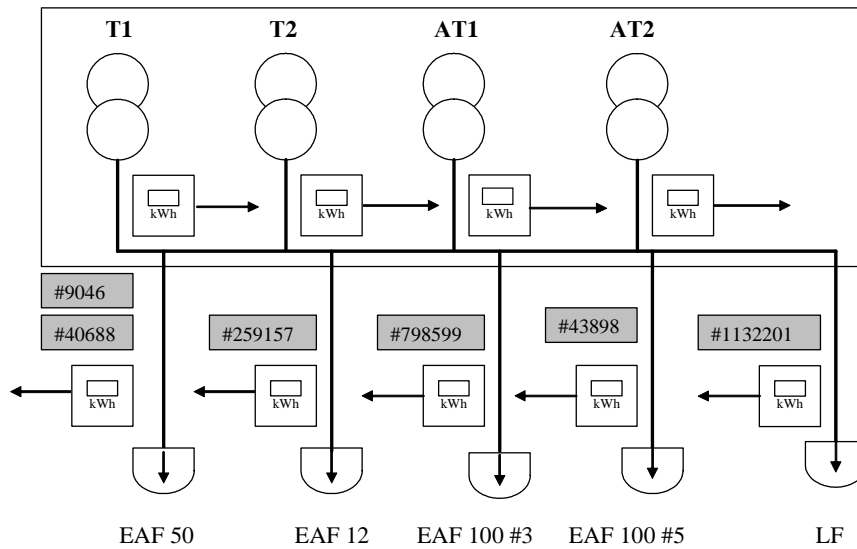 T1
T2
AT1
AT2
kWh
kWh
kWh
kWh
#9046
#40688
#259157
#798599
#43898
#1132201
kWh
kWh
kWh
kWh
kWh
EAF 50
EAF 12
EAF 100 #3
EAF 100 #5
LF